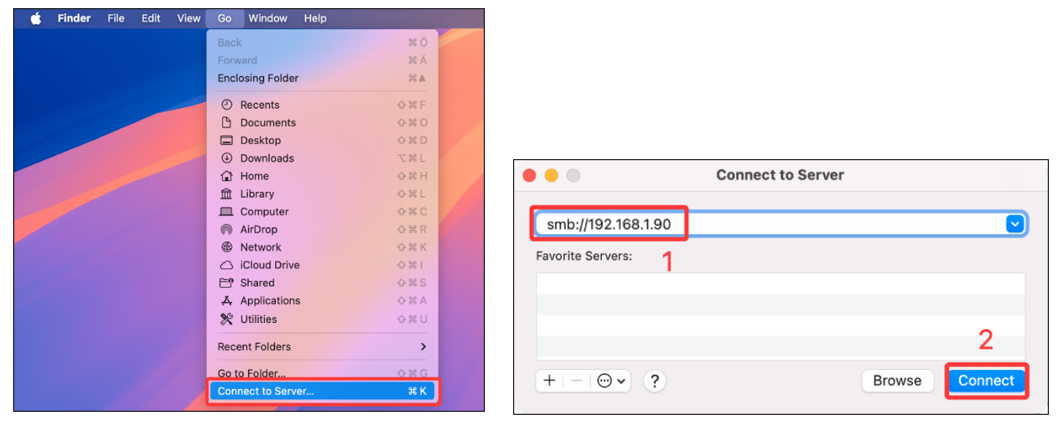 Finder File Edit View Go Window Help
Back ⌘Ö
Forward ⌘Ä
Enclosing Folder ⌘▲
Recents ⇧⌘F
Documents ⇧⌘O
Desktop ⇧⌘D
Downloads ⌥⌘L
Home ⇧⌘H
Library ⇧⌘L
Computer ⇧⌘C
AirDrop ⇧⌘R
Network ⇧⌘K
iCloud Drive ⇧⌘I
Shared ⇧⌘S
Applications ⇧⌘A
Utilities ⇧⌘U
Recent Folders
Go to Folder... ⇧⌘G
Connect to Server... ⌘K
Connect to Server
smb://192.168.1.90
1
Favorite Servers:
2
? Browse Connect